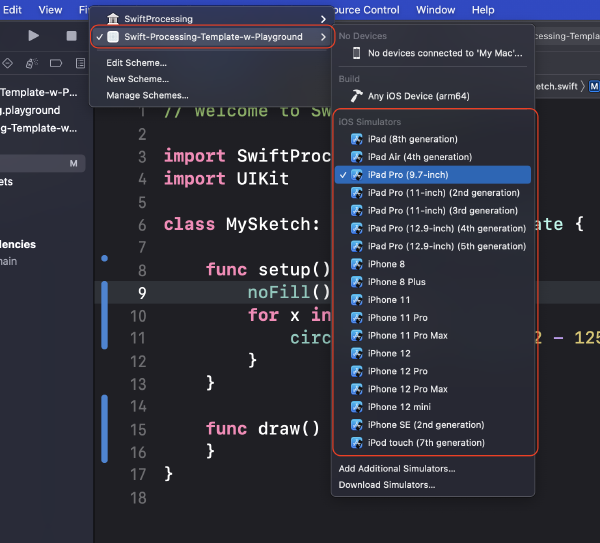 Edit View Fi ource Control Window Help
SwiftProcessing
Swift-Processing-Template-w-Playground
Edit Scheme...
New Scheme...
Manage Schemes...
No Devices
No devices connected to 'My Mac'...
Build
Any iOS Device (arm64)
iOS Simulators
iPad (8th generation)
iPad Air (4th generation)
iPad Pro (9.7-inch)
iPad Pro (11-inch) (2nd generation)
iPad Pro (11-inch) (3rd generation)
iPad Pro (12.9-inch) (4th generation)
iPad Pro (12.9-inch) (5th generation)
iPhone 8
iPhone 8 Plus
iPhone 11
iPhone 11 Pro
iPhone 11 Pro Max
iPhone 12
iPhone 12 Pro
iPhone 12 Pro Max
iPhone 12 mini
iPhone SE (2nd generation)
iPod touch (7th generation)
Add Additional Simulators...
Download Simulators...
ocessing-Templa
etch.swift M
-Template-w-P...
g.playground
ng-Template-w...
M
ets
dencies
main
1 // Welcome to Sw
2
3 import SwiftProc
4 import UIKit
5
6 class MySketch: ate {
7
8 func setup()
9 noFill()
10 for x in
11 circ 2 - 125
12 }
13 }
14
15 func draw()
16 }
17 }
18